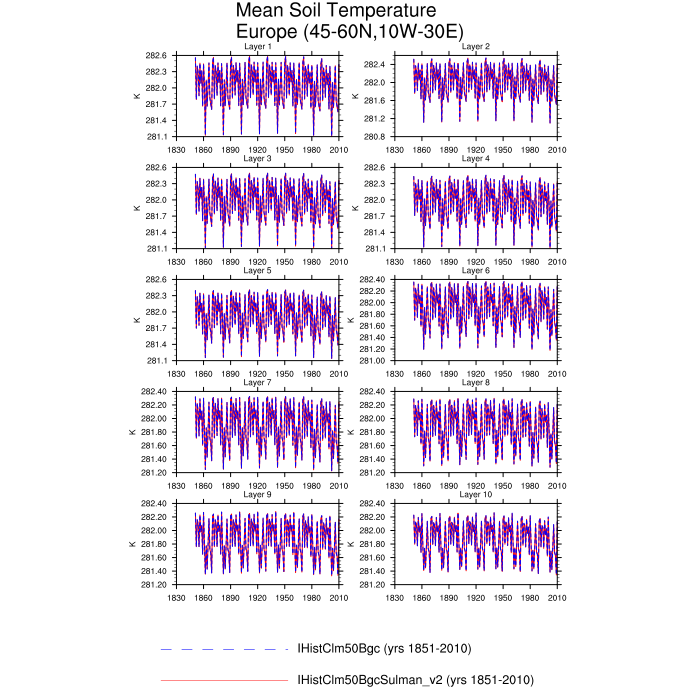 Mean Soil Temperature
Europe (45-60N,10W-30E)
Layer 1
Layer 2
282.6
282.3
282.0
281.7
281.4
281.1
K
1830 1860 1890 1920 1950 1980 2010
282.4
282.0
281.6
281.2
280.8
K
1830 1860 1890 1920 1950 1980 2010
Layer 3
Layer 4
282.6
282.3
282.0
281.7
281.4
281.1
K
1830 1860 1890 1920 1950 1980 2010
282.6
282.3
282.0
281.7
281.4
281.1
K
1830 1860 1890 1920 1950 1980 2010
Layer 5
Layer 6
282.6
282.3
282.0
281.7
281.4
281.1
K
1830 1860 1890 1920 1950 1980 2010
282.40
282.20
282.00
281.80
281.60
281.40
281.20
281.00
K
1830 1860 1890 1920 1950 1980 2010
Layer 7
Layer 8
282.40
282.20
282.00
281.80
281.60
281.40
281.20
K
1830 1860 1890 1920 1950 1980 2010
282.40
282.20
282.00
281.80
281.60
281.40
281.20
K
1830 1860 1890 1920 1950 1980 2010
Layer 9
Layer 10
282.40
282.20
282.00
281.80
281.60
281.40
281.20
K
1830 1860 1890 1920 1950 1980 2010
282.40
282.20
282.00
281.80
281.60
281.40
281.20
K
1830 1860 1890 1920 1950 1980 2010
IHistClm50Bgc (yrs 1851-2010)
IHistClm50BgcSulman_v2 (yrs 1851-2010)